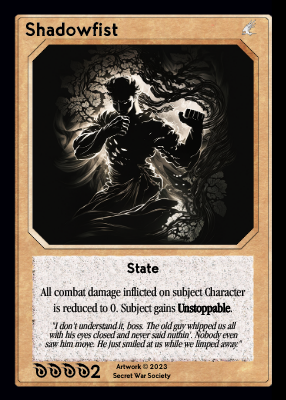 Shadowfist
State
All combat damage inflicted on subject Character
is reduced to 0. Subject gains Unstoppable.
"I don't understand it, boss. The old guy whipped us all
with his eyes closed and never said nuthin'. Nobody even
saw him move. He just smiled at us while we limped away."
2
Artwork © 2023
Secret War Society